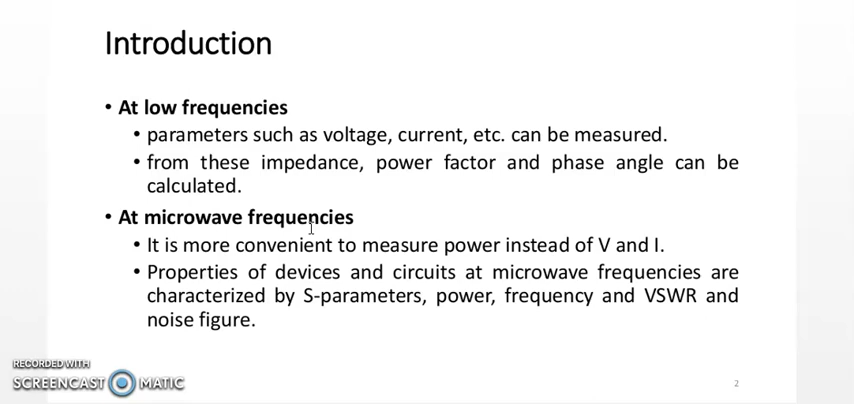 Introduction
• At low frequencies
• parameters such as voltage, current, etc. can be measured.
• from these impedance, power factor and phase angle can be
calculated.
• At microwave frequencies
• It is more convenient to measure power instead of V and I.
• Properties of devices and circuits at microwave frequencies are
characterized by S-parameters, power, frequency and VSWR and
noise figure.
RECORDED WITH
SCREENCAST MATIC
2